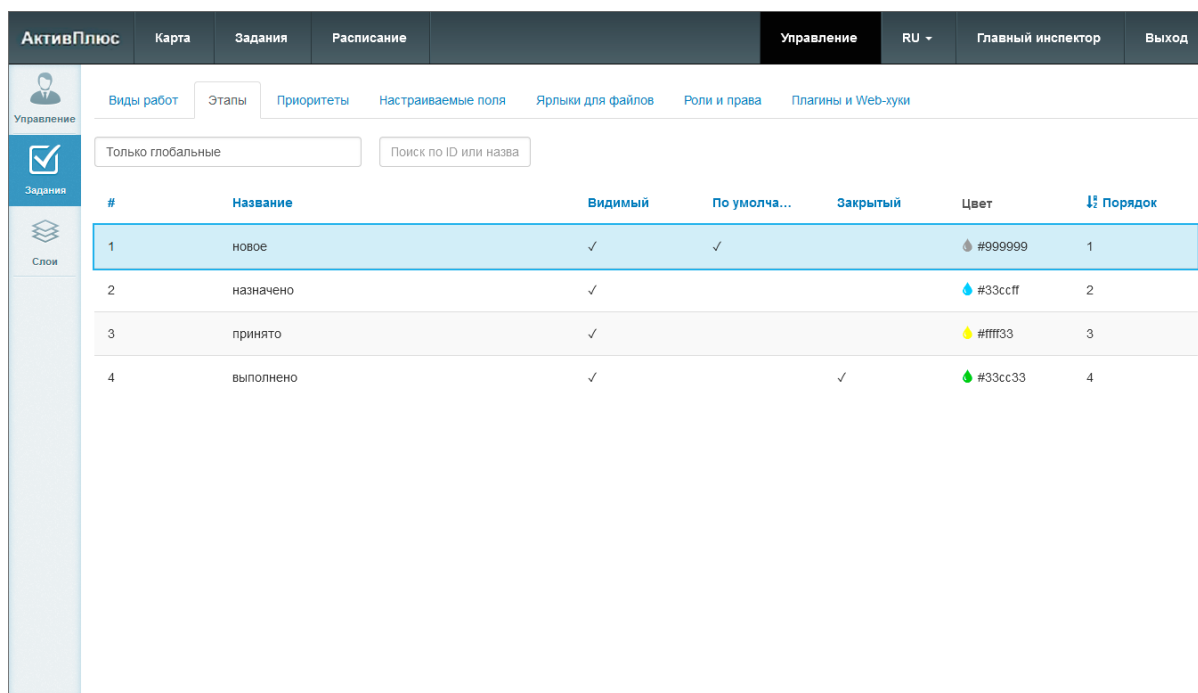 АктивПлюс Карта Задания Расписание Управление RU Главный инспектор Выход
Управление
Задания
Слои
Виды работ Этапы Приоритеты Настраиваемые поля Ярлыки для файлов Роли и права Плагины и Web-хуки
Только глобальные Поиск по ID или назва
# Название Видимый По умолча... Закрытый Цвет Порядок
1 новое ✓ ✓ #999999 1
2 назначено ✓ #33ccff 2
3 принято ✓ #ffff33 3
4 выполнено ✓ ✓ #33cc33 4